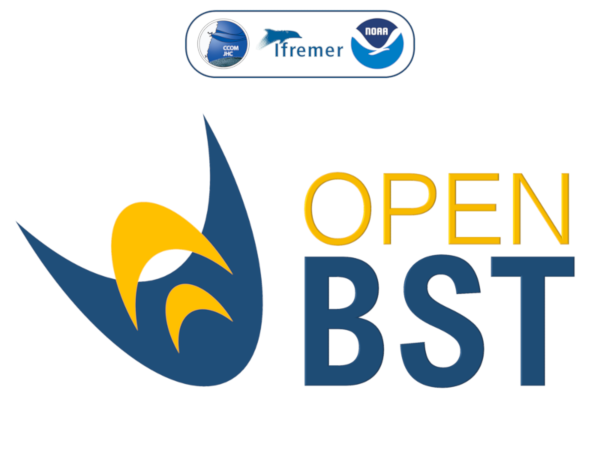 CCOM
JHC
Ifremer
NOAA
OPEN
BST